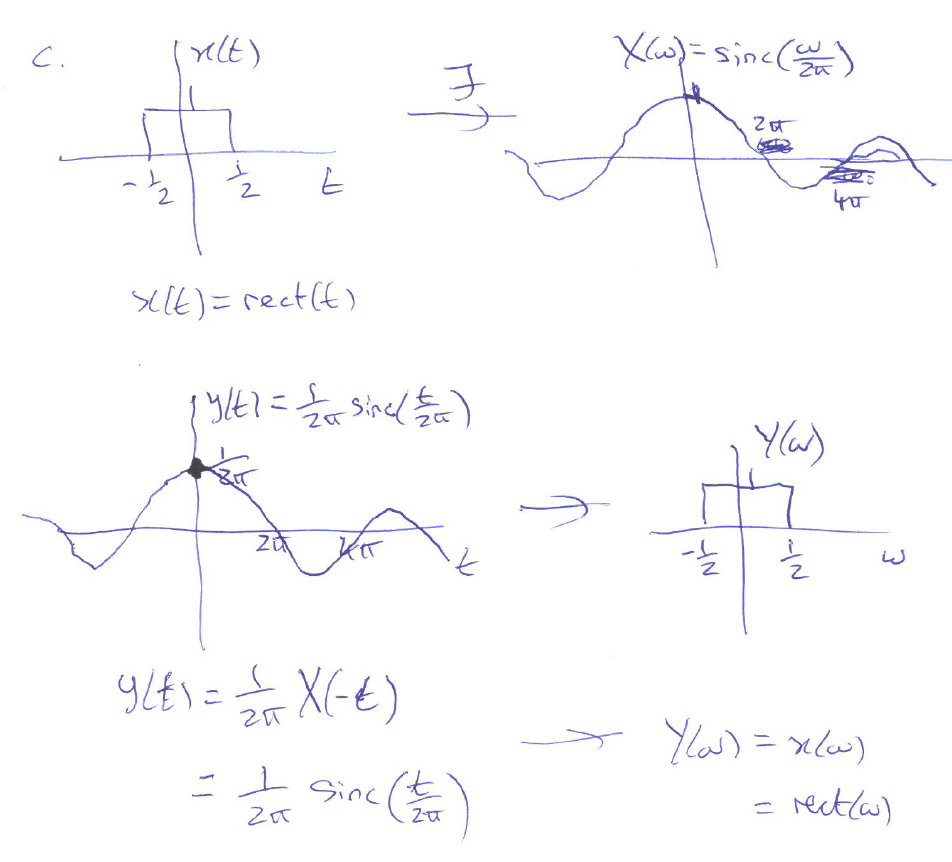 c.
x(t)
1
-1/2 1/2 t
ℱ
X(ω)=sinc(ω/2π)
1
2π
4π
x(t)=rect(t)
y(t)=1/2π sinc(t/2π)
1/2π
2π 4π t
Y(ω)
1
-1/2 1/2 ω
y(t)=1/2π X(-t)
= 1/2π sinc(t/2π)
Y(ω) = x(ω)
= rect(ω)